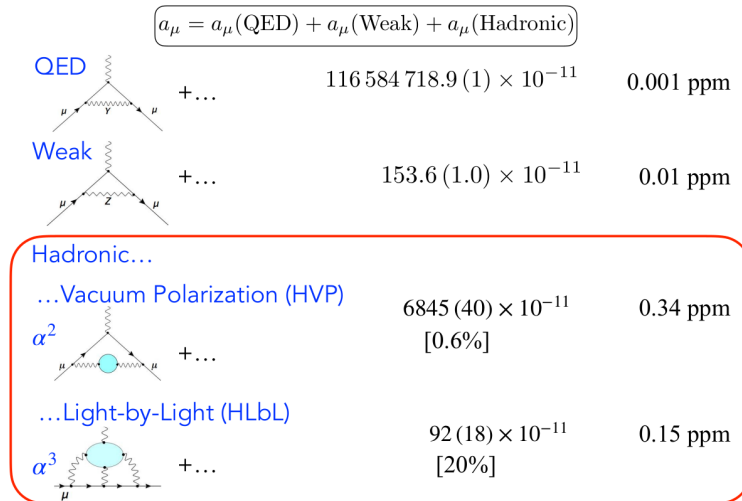 a_μ = a_μ(QED) + a_μ(Weak) + a_μ(Hadronic)
QED
μ γ μ +… 116 584 718.9 (1) × 10⁻¹¹ 0.001 ppm
Weak
μ Z μ +… 153.6 (1.0) × 10⁻¹¹ 0.01 ppm
Hadronic…
…Vacuum Polarization (HVP)
α² μ μ +… 6845 (40) × 10⁻¹¹ 0.34 ppm
[0.6%]
…Light-by-Light (HLbL)
α³ μ +… 92 (18) × 10⁻¹¹ 0.15 ppm
[20%]